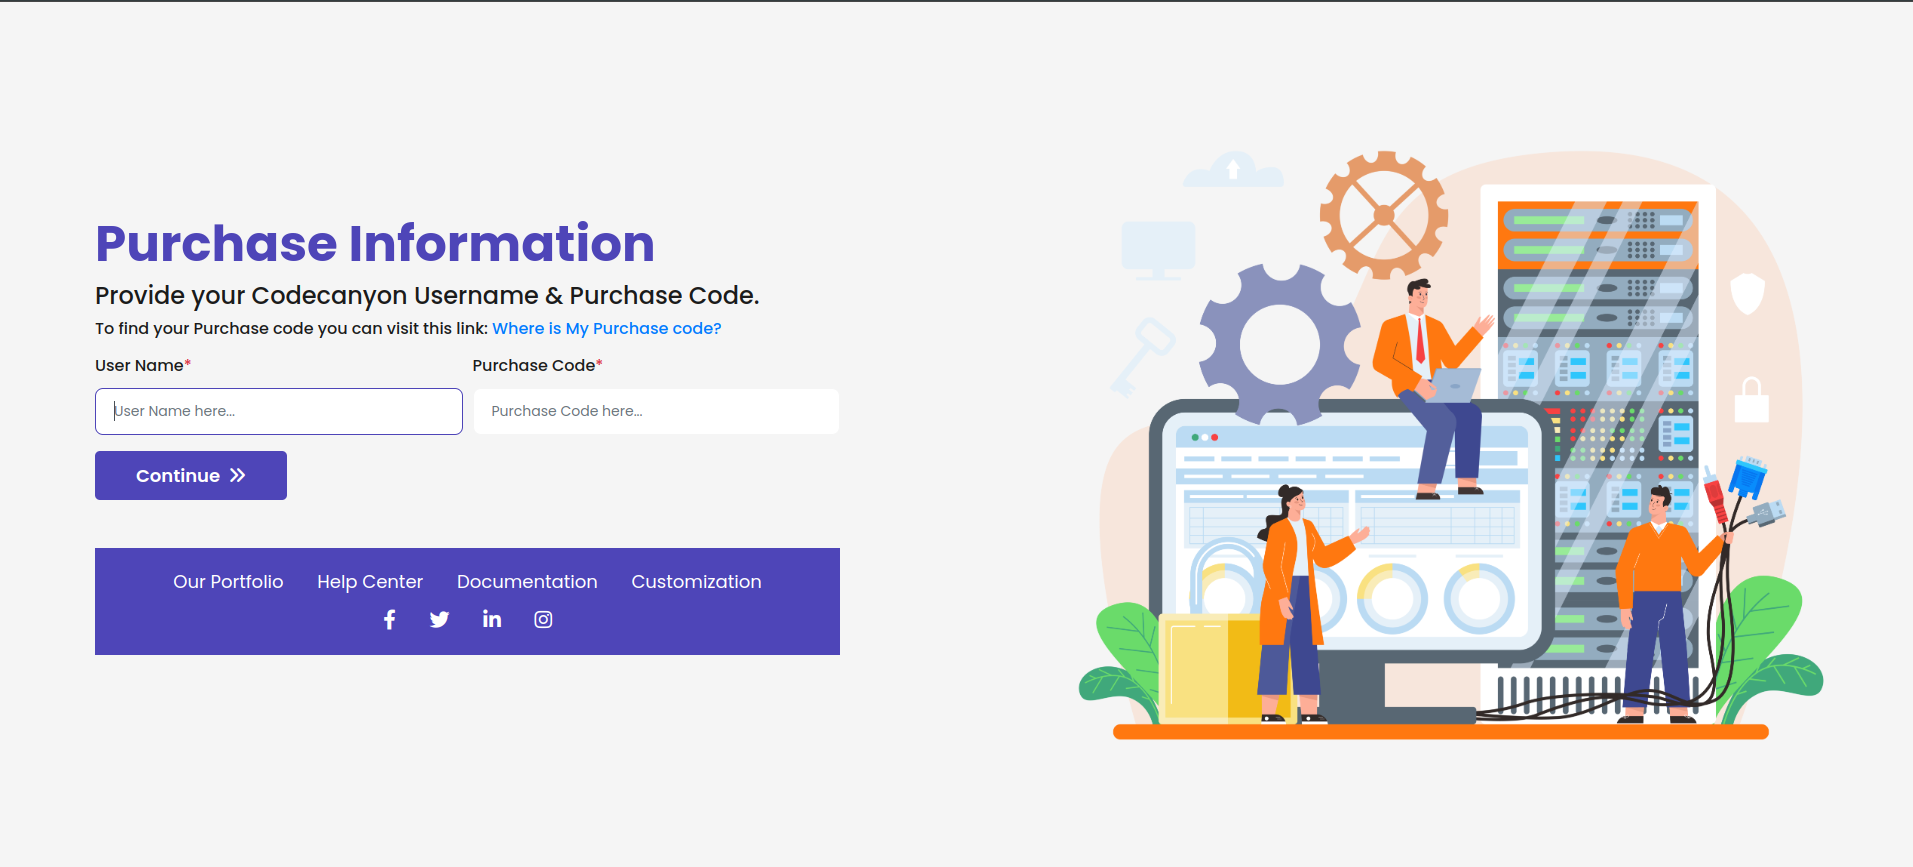 Purchase Information
Provide your Codecanyon Username & Purchase Code.
To find your Purchase code you can visit this link: Where is My Purchase code?
User Name* Purchase Code*
User Name here... Purchase Code here...
Continue
Our Portfolio Help Center Documentation Customization